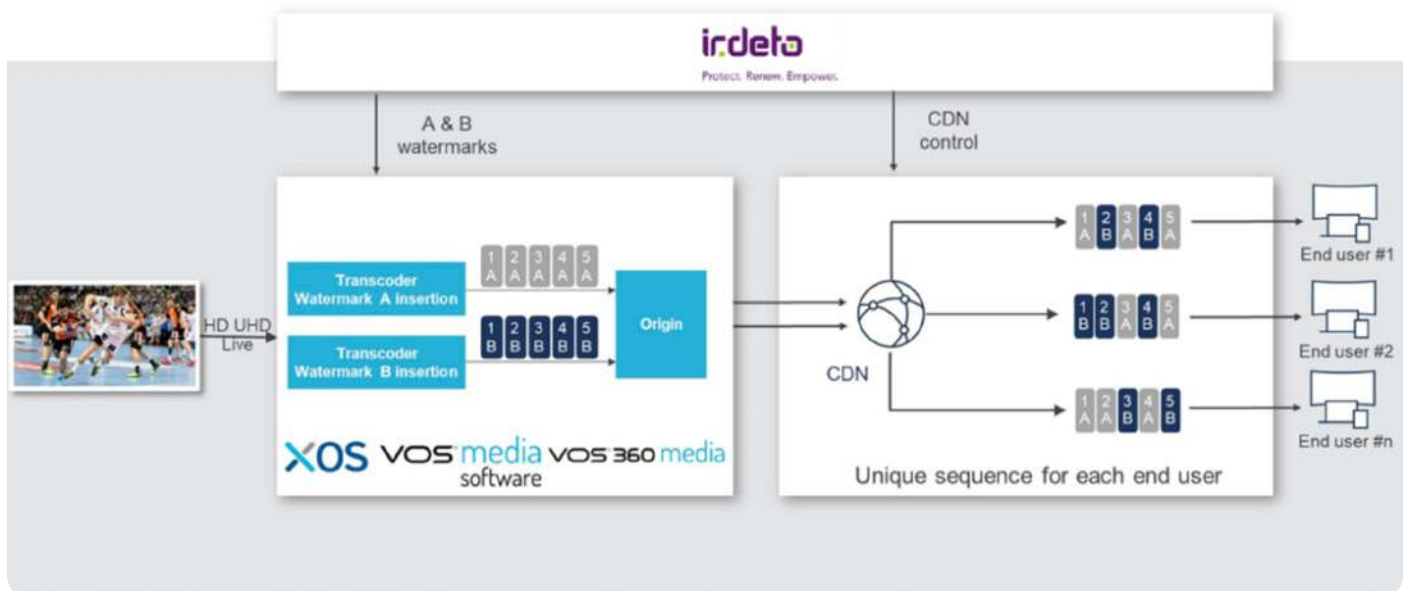 irdeto
Protect. Renew. Empower.
A & B
watermarks
CDN
control
HD UHD
Live
Transcoder
Watermark A insertion
1 2 3 4 5
A A A A A
Transcoder
Watermark B insertion
1 2 3 4 5
B B B B B
Origin
XOS VOS media software VOS 360 media
CDN
1 2 3 4 5
A B A B A
End user #1
1 2 3 4 5
B B A B A
End user #2
1 2 3 4 5
A A B A B
End user #n
Unique sequence for each end user